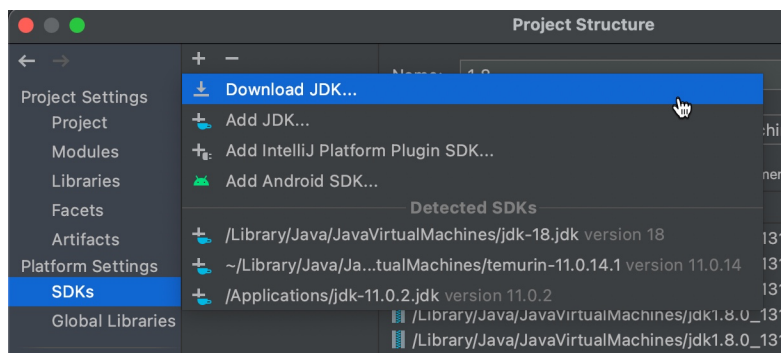 Project Structure
Project Settings
Project
Modules
Libraries
Facets
Artifacts
Platform Settings
SDKs
Global Libraries
1.8
Download JDK...
Add JDK...
Add IntelliJ Platform Plugin SDK...
Add Android SDK...
Detected SDKs
/Library/Java/JavaVirtualMachines/jdk-18.jdk version 18
~/Library/Java/Ja...tualMachines/temurin-11.0.14.1 version 11.0.14
/Applications/jdk-11.0.2.jdk version 11.0.2
/Library/Java/JavaVirtualMachines/jdk1.8.0_131
/Library/Java/JavaVirtualMachines/jdk1.8.0_13